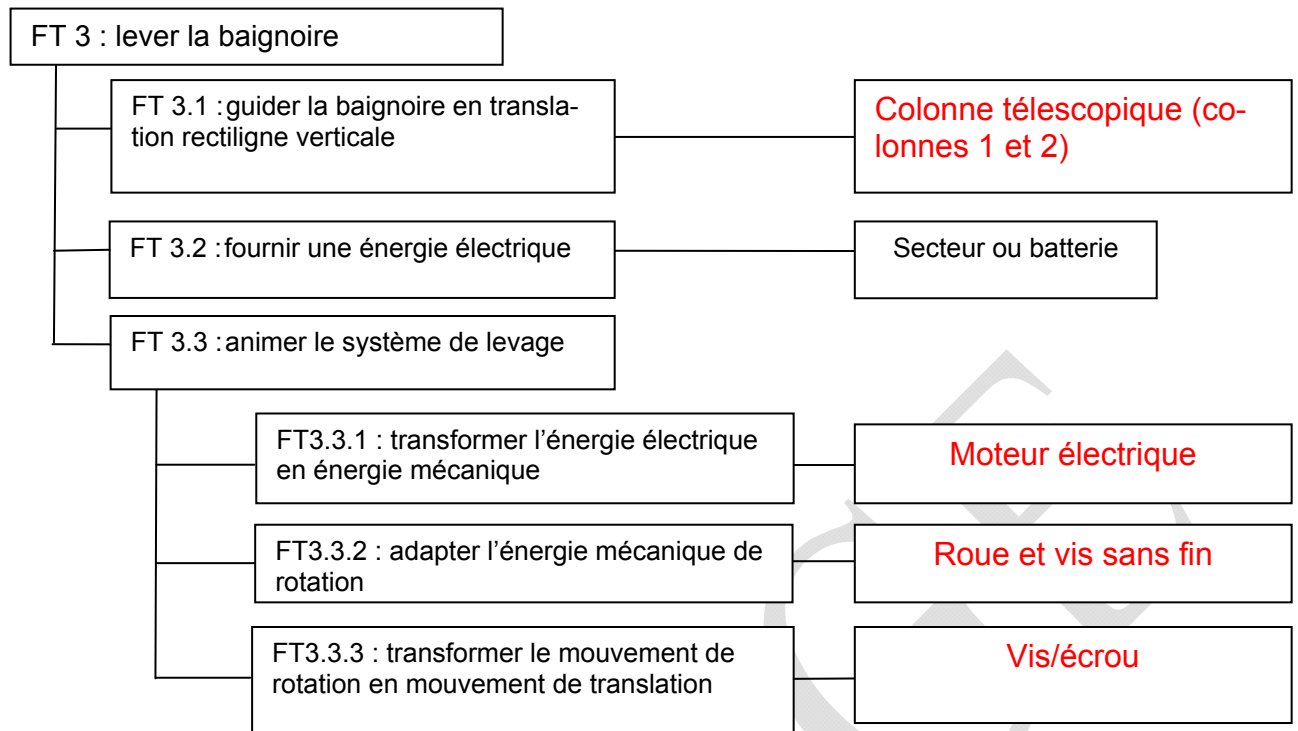 FT 3 : lever la baignoire
FT 3.1 : guider la baignoire en transla-
tion rectiligne verticale
Colonne télescopique (co-
lonnes 1 et 2)
FT 3.2 : fournir une énergie électrique
Secteur ou batterie
FT 3.3 : animer le système de levage
FT3.3.1 : transformer l’énergie électrique
en énergie mécanique
Moteur électrique
FT3.3.2 : adapter l’énergie mécanique de
rotation
Roue et vis sans fin
FT3.3.3 : transformer le mouvement de
rotation en mouvement de translation
Vis/écrou